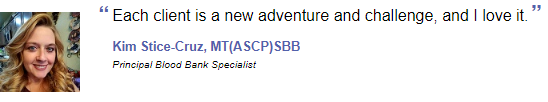 “ Each client is a new adventure and challenge, and I love it. ”
Kim Stice-Cruz, MT(ASCP)SBB
Principal Blood Bank Specialist